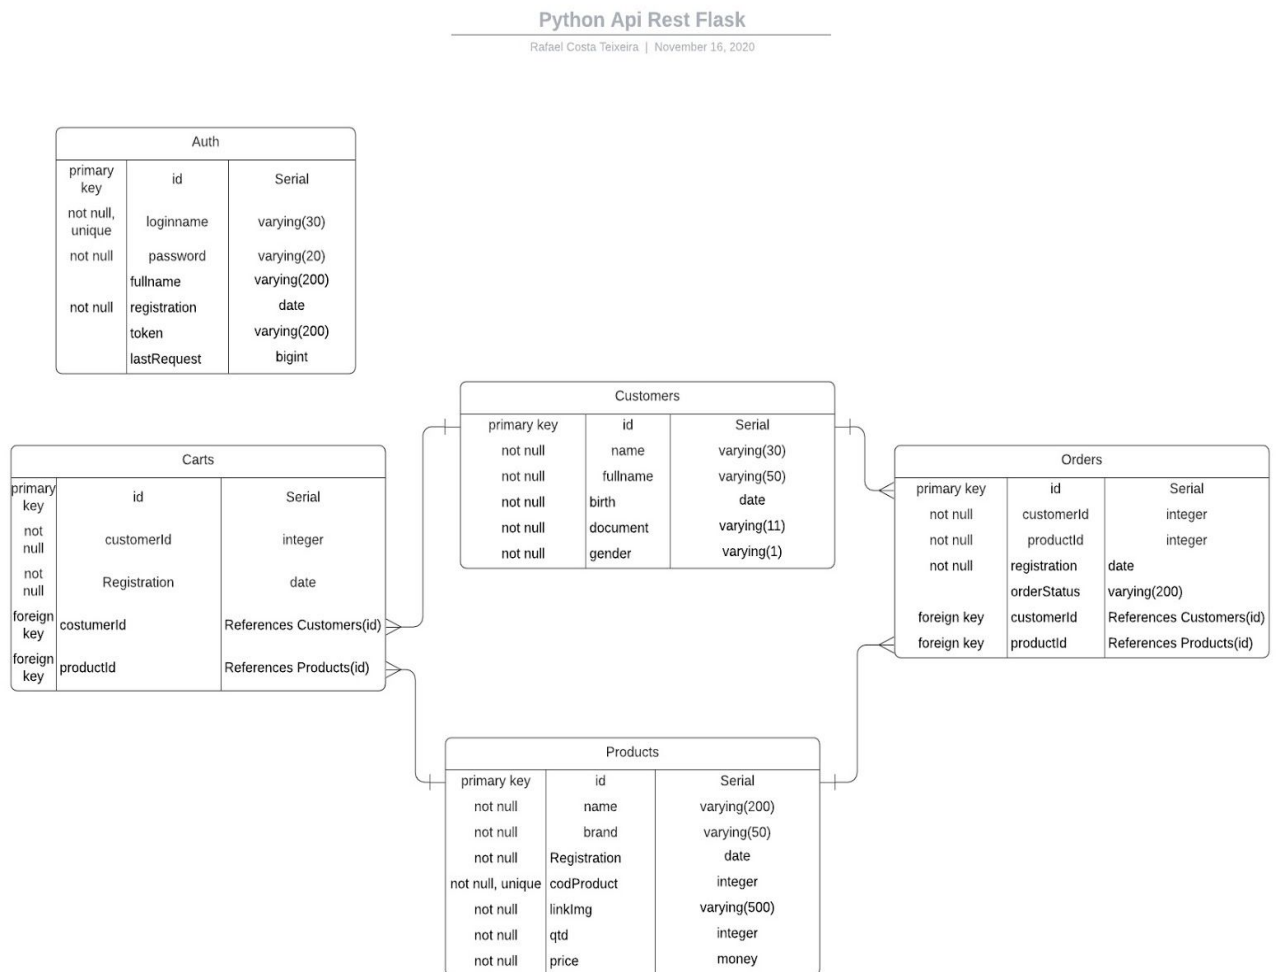 Python Api Rest Flask
Rafael Costa Teixeira | November 16, 2020
Auth
primary key id Serial
not null, unique loginname varying(30)
not null password varying(20)
fullname varying(200)
not null registration date
token varying(200)
lastRequest bigint
Customers
primary key id Serial
not null name varying(30)
not null fullname varying(50)
not null birth date
not null document varying(11)
not null gender varying(1)
Carts
primary key id Serial
not null customerId integer
not null Registration date
foreign key costumerId References Customers(id)
foreign key productId References Products(id)
Orders
primary key id Serial
not null customerId integer
not null productId integer
not null registration date
orderStatus varying(200)
foreign key customerId References Customers(id)
foreign key productId References Products(id)
Products
primary key id Serial
not null name varying(200)
not null brand varying(50)
not null Registration date
not null, unique codProduct integer
not null linkImg varying(500)
not null qtd integer
not null price money